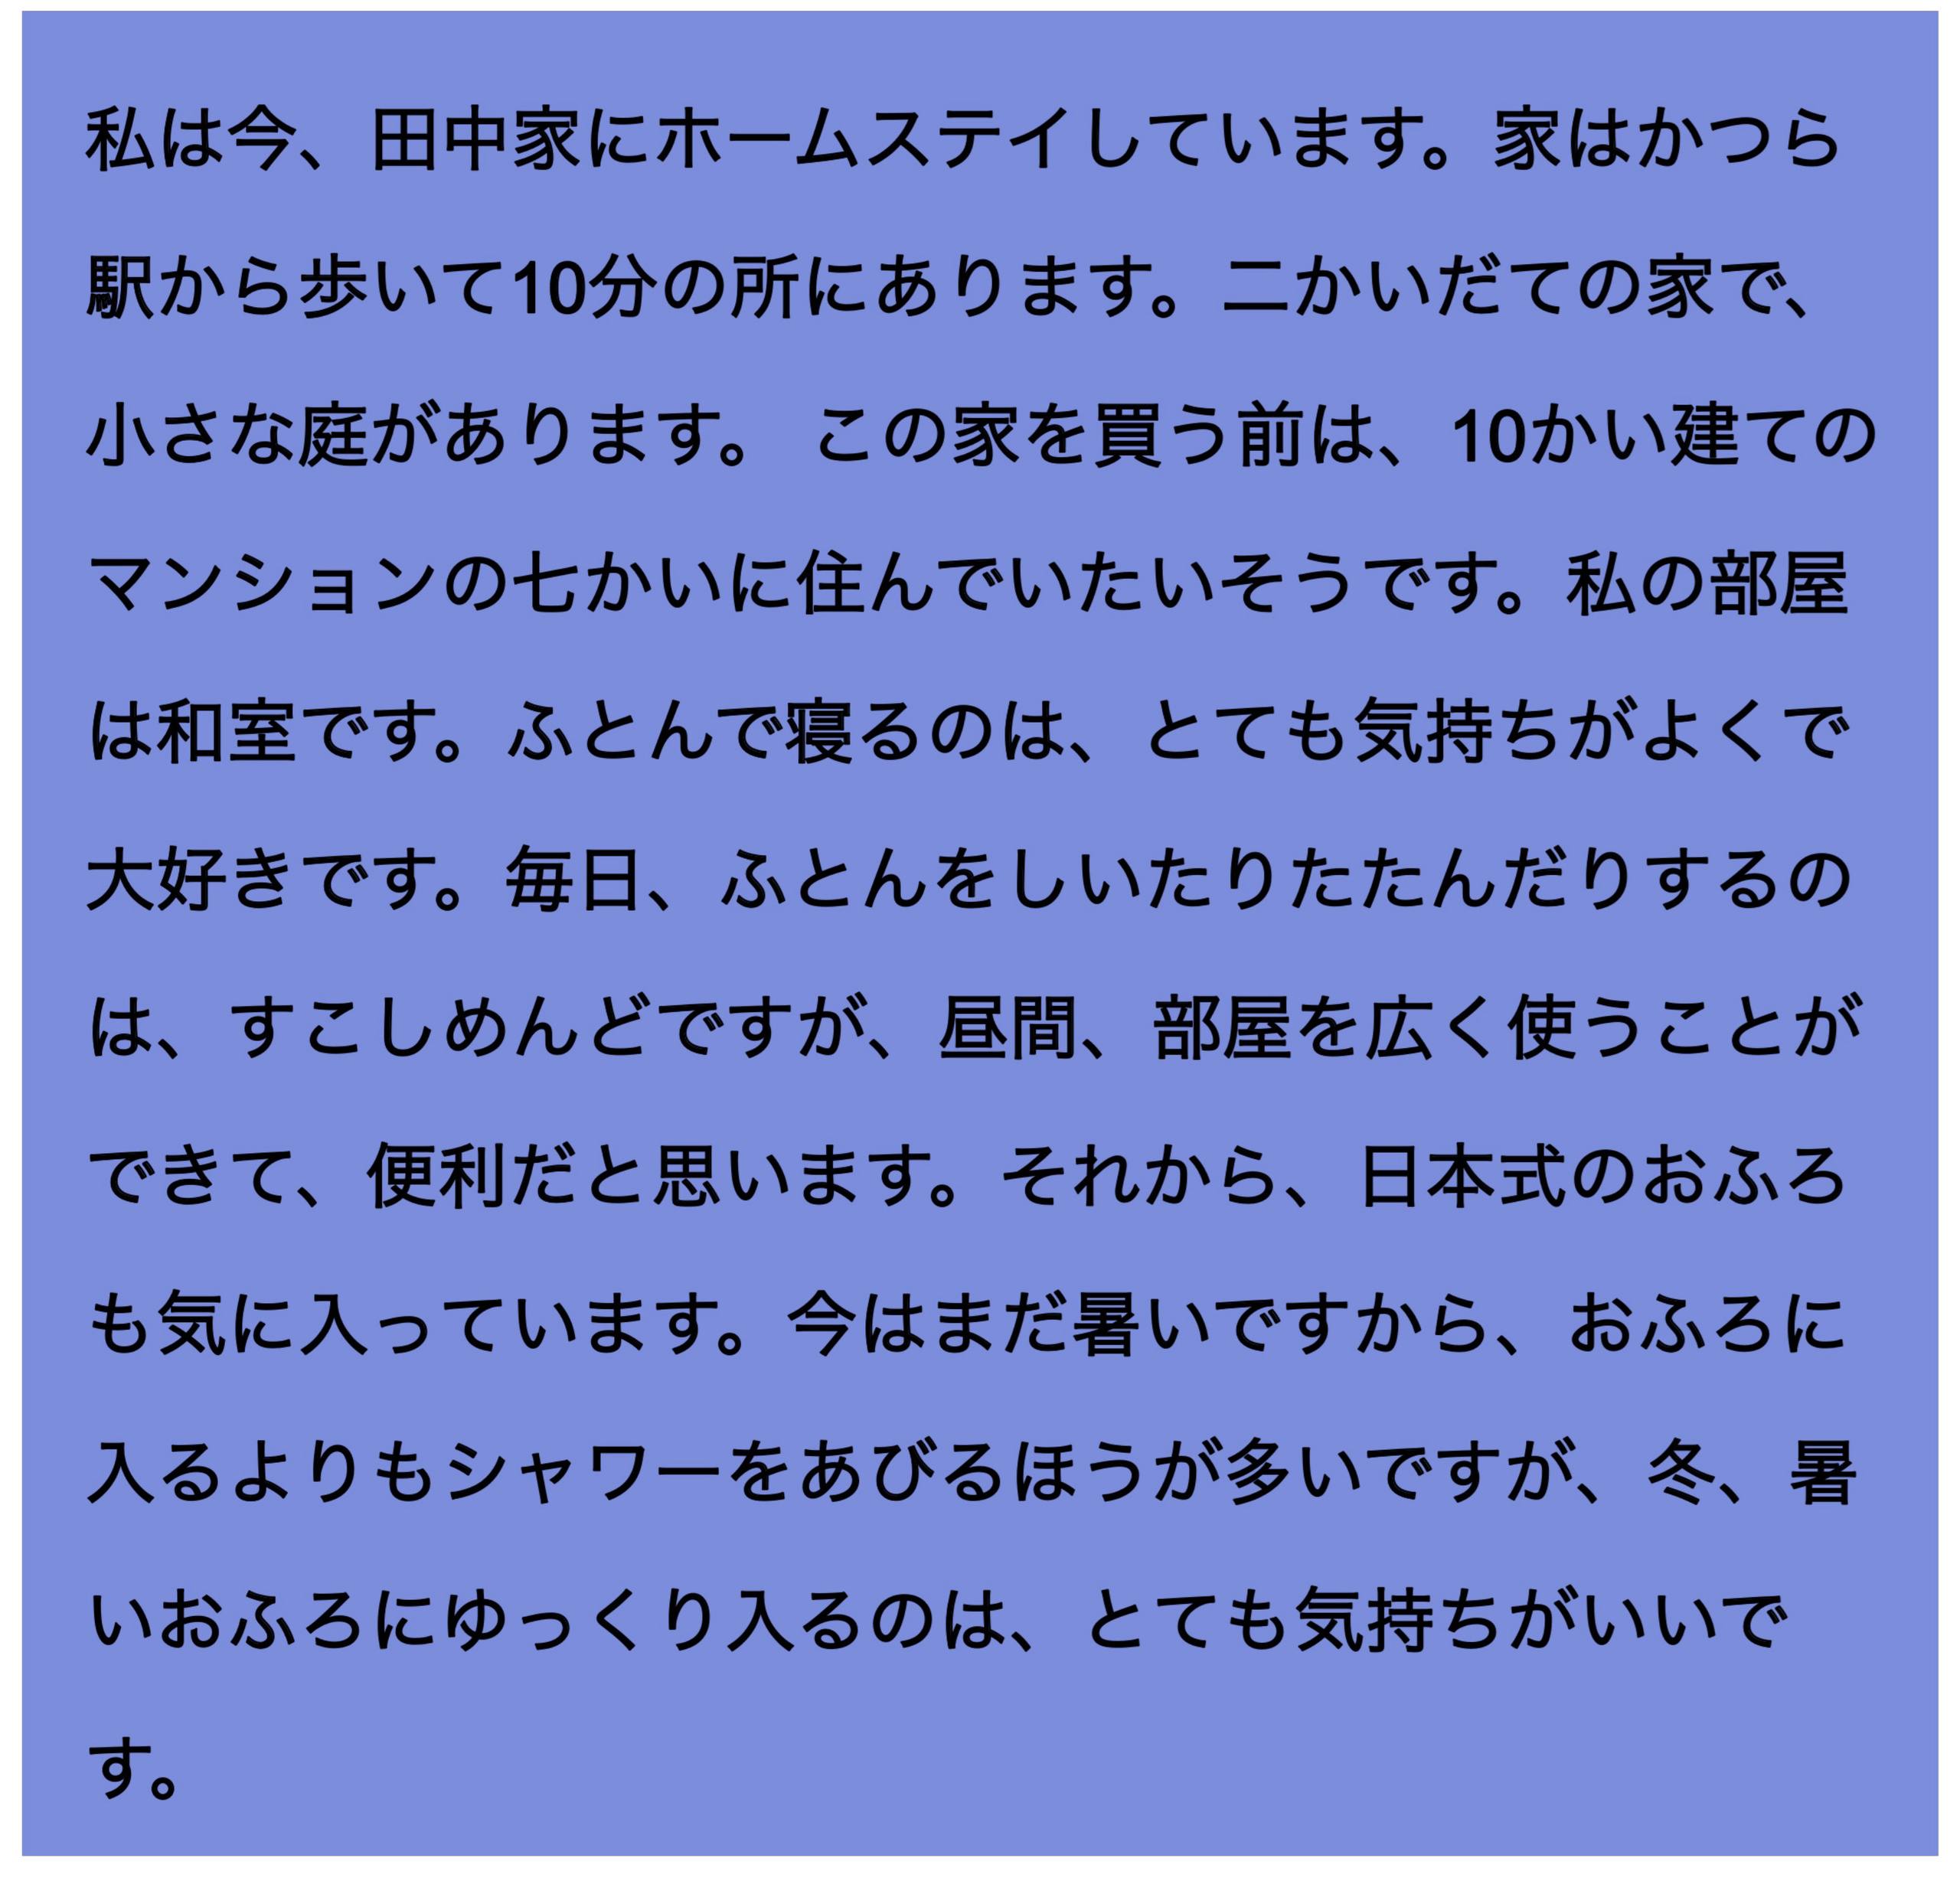 私は今、田中家にホームステイしています。家はかつら
駅から歩いて10分の所にあります。二かいだての家で、
小さな庭があります。 この家を買う前は、10かい建ての
マンションの七かいに住んでいたいそうです。私の部屋
は和室です。ふとんで寝るのは、とても気持ちがよくて
大好きです。毎日、ふとんをしいたりたたんだりするの
は、すこしめんどですが、昼間、部屋を広く使うことが
できて、便利だと思います。それから、日本式のおふろ
も気に入っています。今はまだ暑いですから、おふろに
入るよりもシャワーをあびるほうが多いですが、冬、暑
いおふろにゆっくり入るのは、とても気持ちがいいで
す。